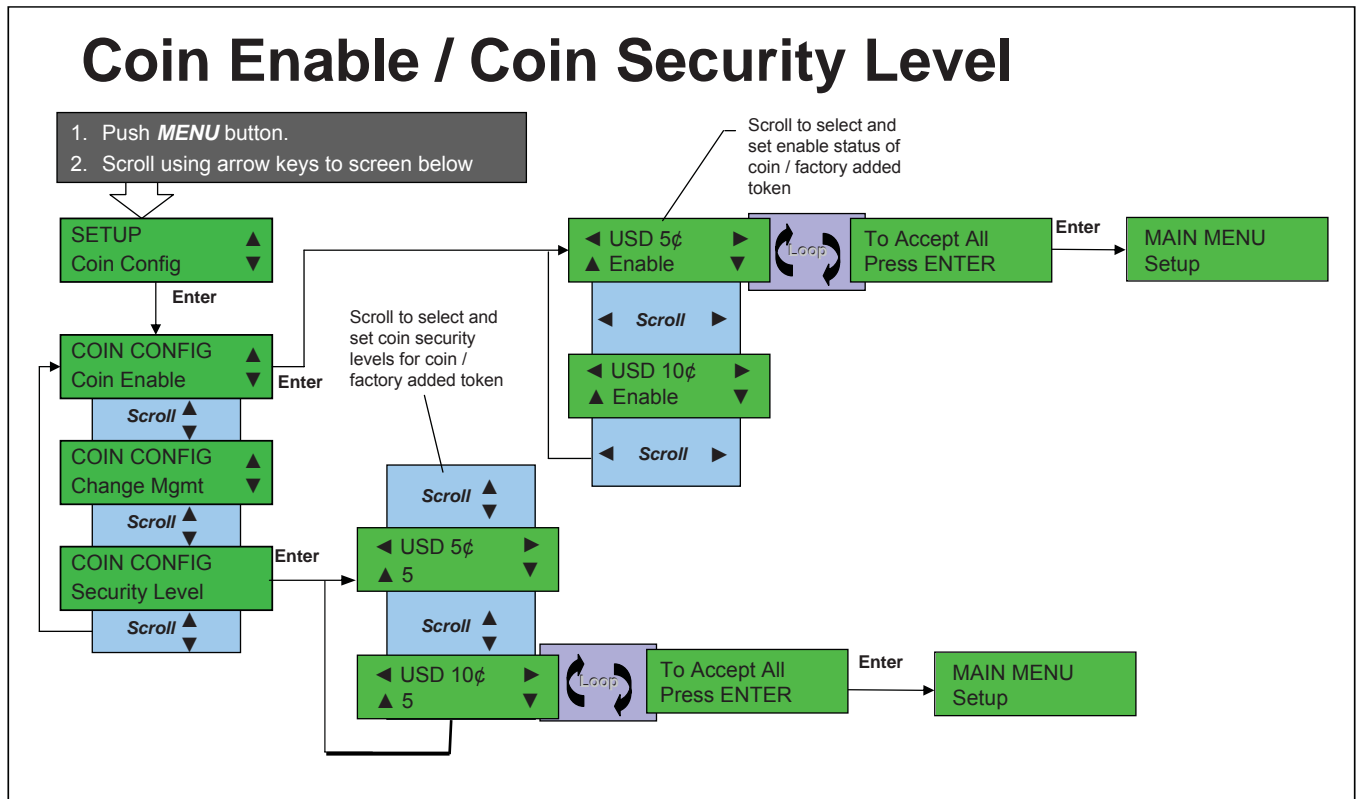 Coin Enable / Coin Security Level
1. Push MENU button.
2. Scroll using arrow keys to screen below
SETUP ▲
Coin Config ▼
Enter
COIN CONFIG ▲
Coin Enable ▼
Enter
Scroll ▲
▼
COIN CONFIG ▲
Change Mgmt ▼
Scroll ▲
▼
COIN CONFIG
Security Level
Enter
Scroll ▲
▼
Scroll to select and
set coin security
levels for coin /
factory added token
Scroll ▲
▼
◄ USD 5¢ ►
▲ 5 ▼
Scroll ▲
▼
◄ USD 10¢ ►
▲ 5 ▼
Loop
To Accept All
Press ENTER
Enter
MAIN MENU
Setup
Scroll to select and
set enable status of
coin / factory added
token
◄ USD 5¢ ►
▲ Enable ▼
◄ Scroll ►
◄ USD 10¢ ►
▲ Enable ▼
◄ Scroll ►
Loop
To Accept All
Press ENTER
Enter
MAIN MENU
Setup